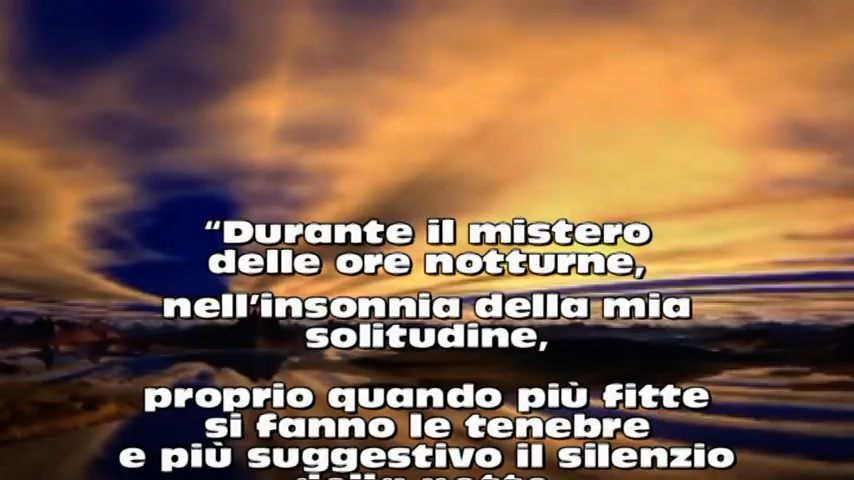 “Durante il mistero
delle ore notturne,
nell’insonnia della mia
solitudine,
proprio quando più fitte
si fanno le tenebre
e più suggestivo il silenzio